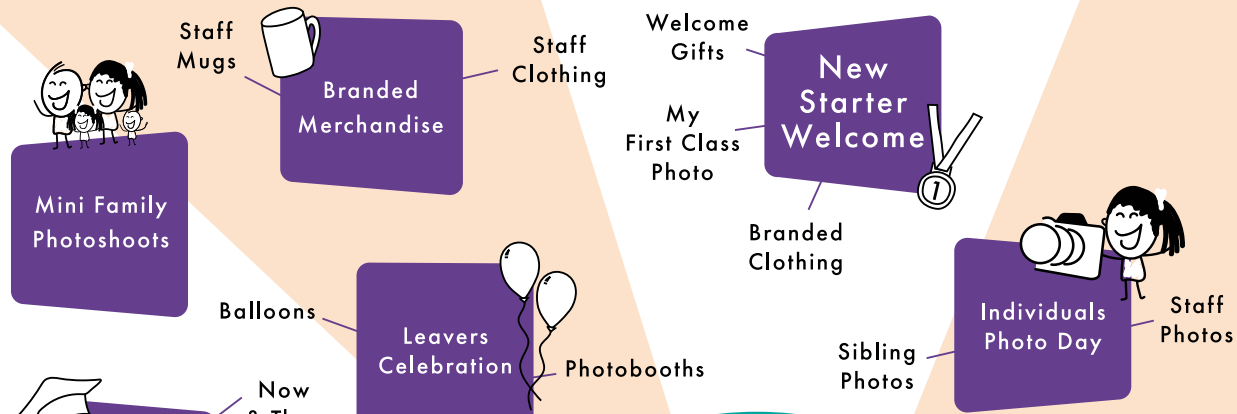 Staff
Mugs
Branded
Merchandise
Staff
Clothing
Welcome
Gifts
New
Starter
Welcome
My
First Class
Photo
Branded
Clothing
1
Mini Family
Photoshoots
Balloons
Leavers
Celebration
Photobooths
Individuals
Photo Day
Staff
Photos
Sibling
Photos
Now
&